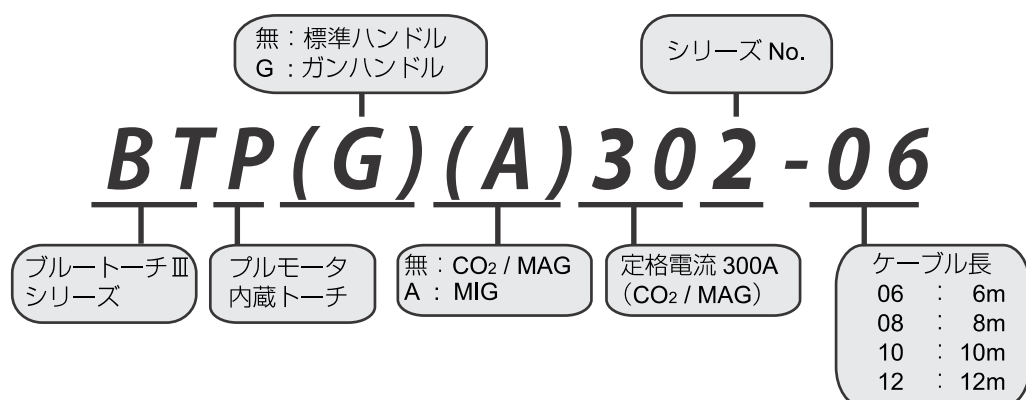 無：標準ハンドル
G：ガンハンドル
シリーズ No.
BTP(G)(A)302-06
ブルートーチⅢ
シリーズ
プルモータ
内蔵トーチ
無：CO2 / MAG
A：MIG
定格電流 300A
（CO2 / MAG）
ケーブル長
06 : 6m
08 : 8m
10 : 10m
12 : 12m